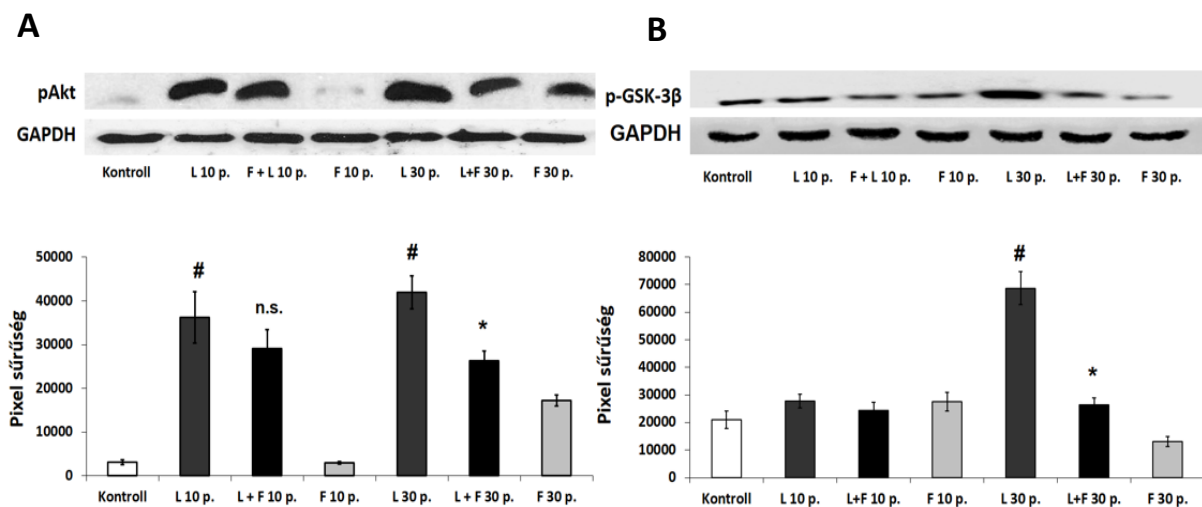 A
pAkt
GAPDH
Kontroll L 10 p. F + L 10 p. F 10 p. L 30 p. L+F 30 p. F 30 p.
Pixel sűrűség
50000
40000
30000
20000
10000
0
#
n.s.
#
*
Kontroll L 10 p. L + F 10 p. F 10 p. L 30 p. L + F 30 p. F 30 p.
B
p-GSK-3β
GAPDH
Kontroll L 10 p. F + L 10 p. F 10 p. L 30 p. L+F 30 p. F 30 p.
Pixel sűrűség
80000
70000
60000
50000
40000
30000
20000
10000
0
#
*
Kontroll L 10 p. L+F 10 p. F 10 p. L 30 p. L+F 30 p. F 30 p.